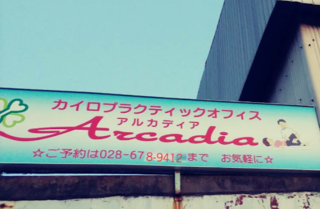 カイロプラクティックオフィス
アルカディア
Arcadia
☆ご予約は028-678-9412まで お気軽に☆